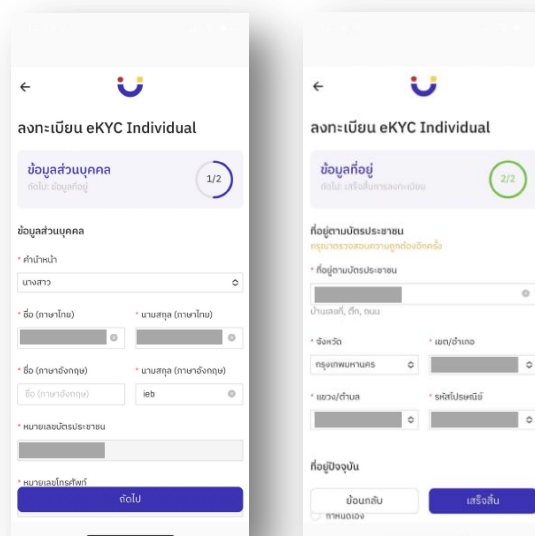 ลงทะเบียน eKYC Individual
ข้อมูลส่วนบุคคล
ถัดไป: ข้อมูลที่อยู่
1/2
ข้อมูลส่วนบุคคล
* คำนำหน้า
นางสาว
* ชื่อ (ภาษาไทย) * นามสกุล (ภาษาไทย)
* ชื่อ (ภาษาอังกฤษ) * นามสกุล (ภาษาอังกฤษ)
ชื่อ (ภาษาอังกฤษ) ieb
* หมายเลขบัตรประชาชน
* หมายเลขโทรศัพท์
ถัดไป
ลงทะเบียน eKYC Individual
ข้อมูลที่อยู่
ถัดไป: เสร็จสิ้นการลงทะเบียน
2/2
ที่อยู่ตามบัตรประชาชน
กรุณาตรวจสอบความถูกต้องอีกครั้ง
* ที่อยู่ตามบัตรประชาชน
บ้านเลขที่, ตึก, ถนน
* จังหวัด * เขต/อำเภอ
กรุงเทพมหานคร
* แขวง/ตำบล * รหัสไปรษณีย์
ที่อยู่ปัจจุบัน
ย้อนกลับ เสร็จสิ้น
กำหนดเอง